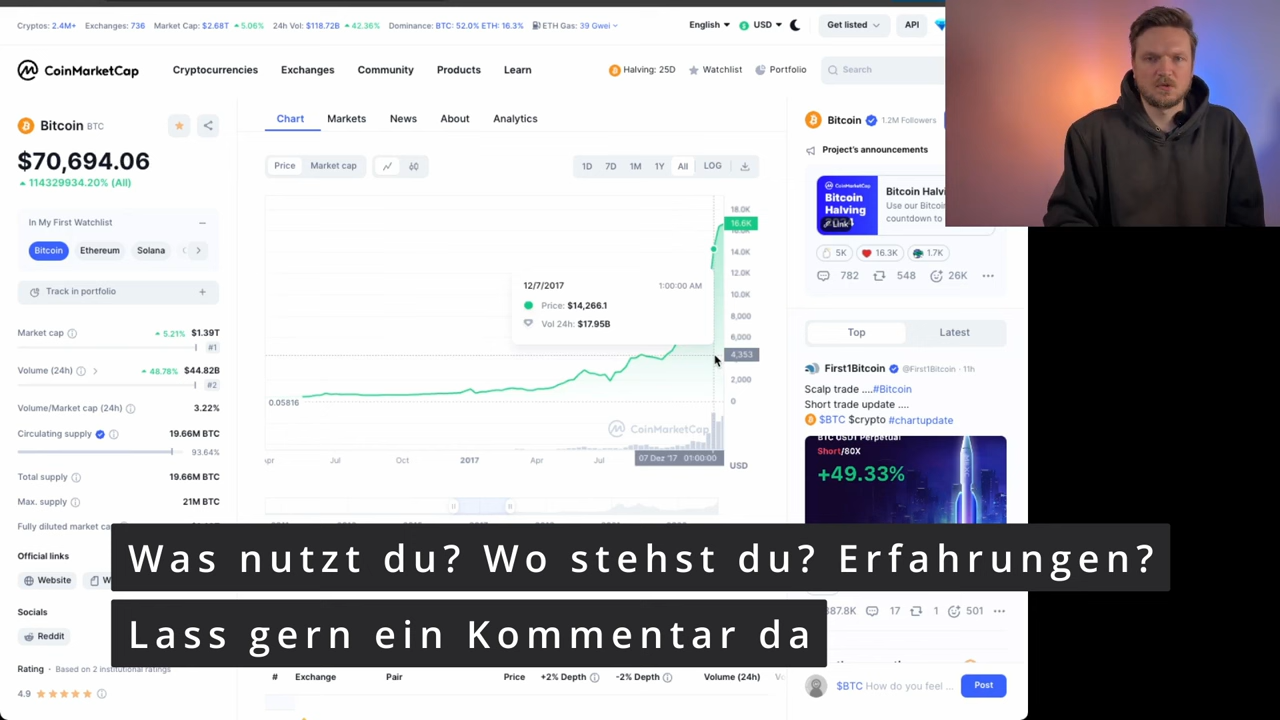 Cryptos: 2.4M+ Exchanges: 736 Market Cap: $2.68T 5.06% 24h Vol: $118.72B 42.36% Dominance: BTC: 52.0% ETH: 16.3% ETH Gas: 39 Gwei
English USD Get listed API
CoinMarketCap Cryptocurrencies Exchanges Community Products Learn Halving: 25D Watchlist Portfolio Search
Bitcoin BTC
$70,694.06
114329934.20% (All)
In My First Watchlist
Bitcoin Ethereum Solana
Track in portfolio +
Market cap 5.21% $1.39T
#1
Volume (24h) 48.78% $44.82B
#2
Volume/Market cap (24h) 3.22%
Circulating supply 19.66M BTC
93.64%
Total supply 19.66M BTC
Max. supply 21M BTC
Fully diluted market cap
Official links
Website
Socials
Reddit
Rating · Based on 2 institutional ratings
4.9
Chart Markets News About Analytics
Price Market cap
1D 7D 1M 1Y All LOG
18.0K
16.6K
14.0K
12.0K
10.0K
8,000
6,000
4,353
2,000
0
12/7/2017 1:00:00 AM
Price: $14,266.1
Vol 24h: $17.95B
0.05816
CoinMarketCap
Jul Oct 2017 Apr Jul
07 Dez '17 01:00:00
USD
# Exchange Pair Price +2% Depth -2% Depth Volume (24h)
Bitcoin 1.2M Followers
Project's announcements
CoinMarketCap
Bitcoin
Halving
Link
Use our Bitcoin
countdown to
5K 16.3K 1.7K
782 548 26K
Top Latest
First1Bitcoin @First1Bitcoin · 11h
Scalp trade ....#Bitcoin
Short trade update ....
$BTC $crypto #chartupdate
BTC USDT Perpetual
Short/80X
+49.33%
17 1 501
$BTC How do you feel ...
Post
Was nutzt du? Wo stehst du? Erfahrungen?
Lass gern ein Kommentar da